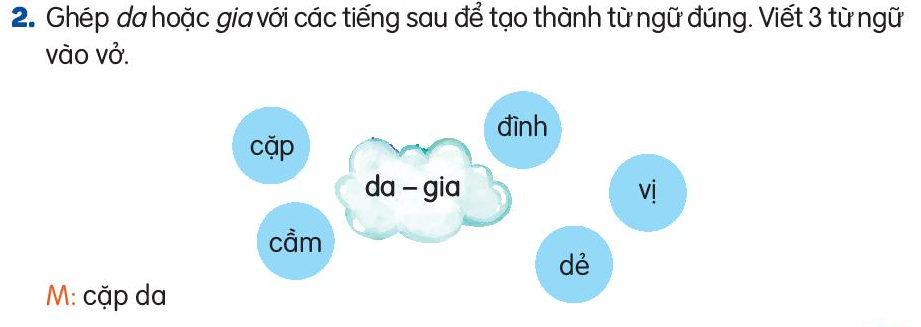 2. Ghép da hoặc gia với các tiếng sau để tạo thành từ ngữ đúng. Viết 3 từ ngữ
vào vở.
đình
cặp
da – gia
vị
cầm
dẻ
M: cặp da